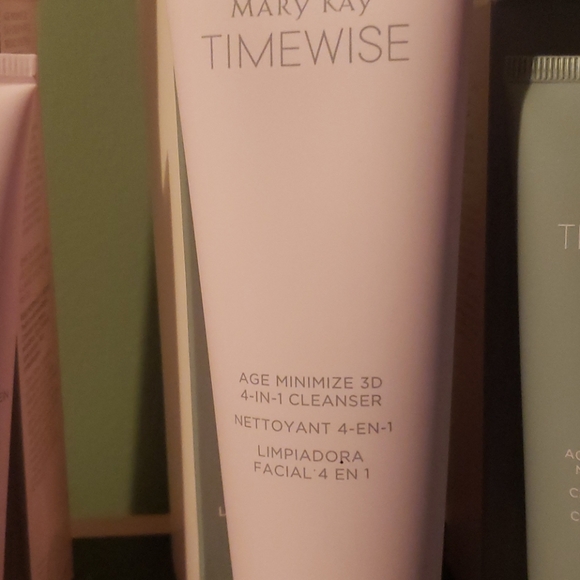 MARY KAY
TIMEWISE
AGE MINIMIZE 3D
4-IN-1 CLEANSER
NETTOYANT 4-EN-1
LIMPIADORA
FACIAL 4 EN 1